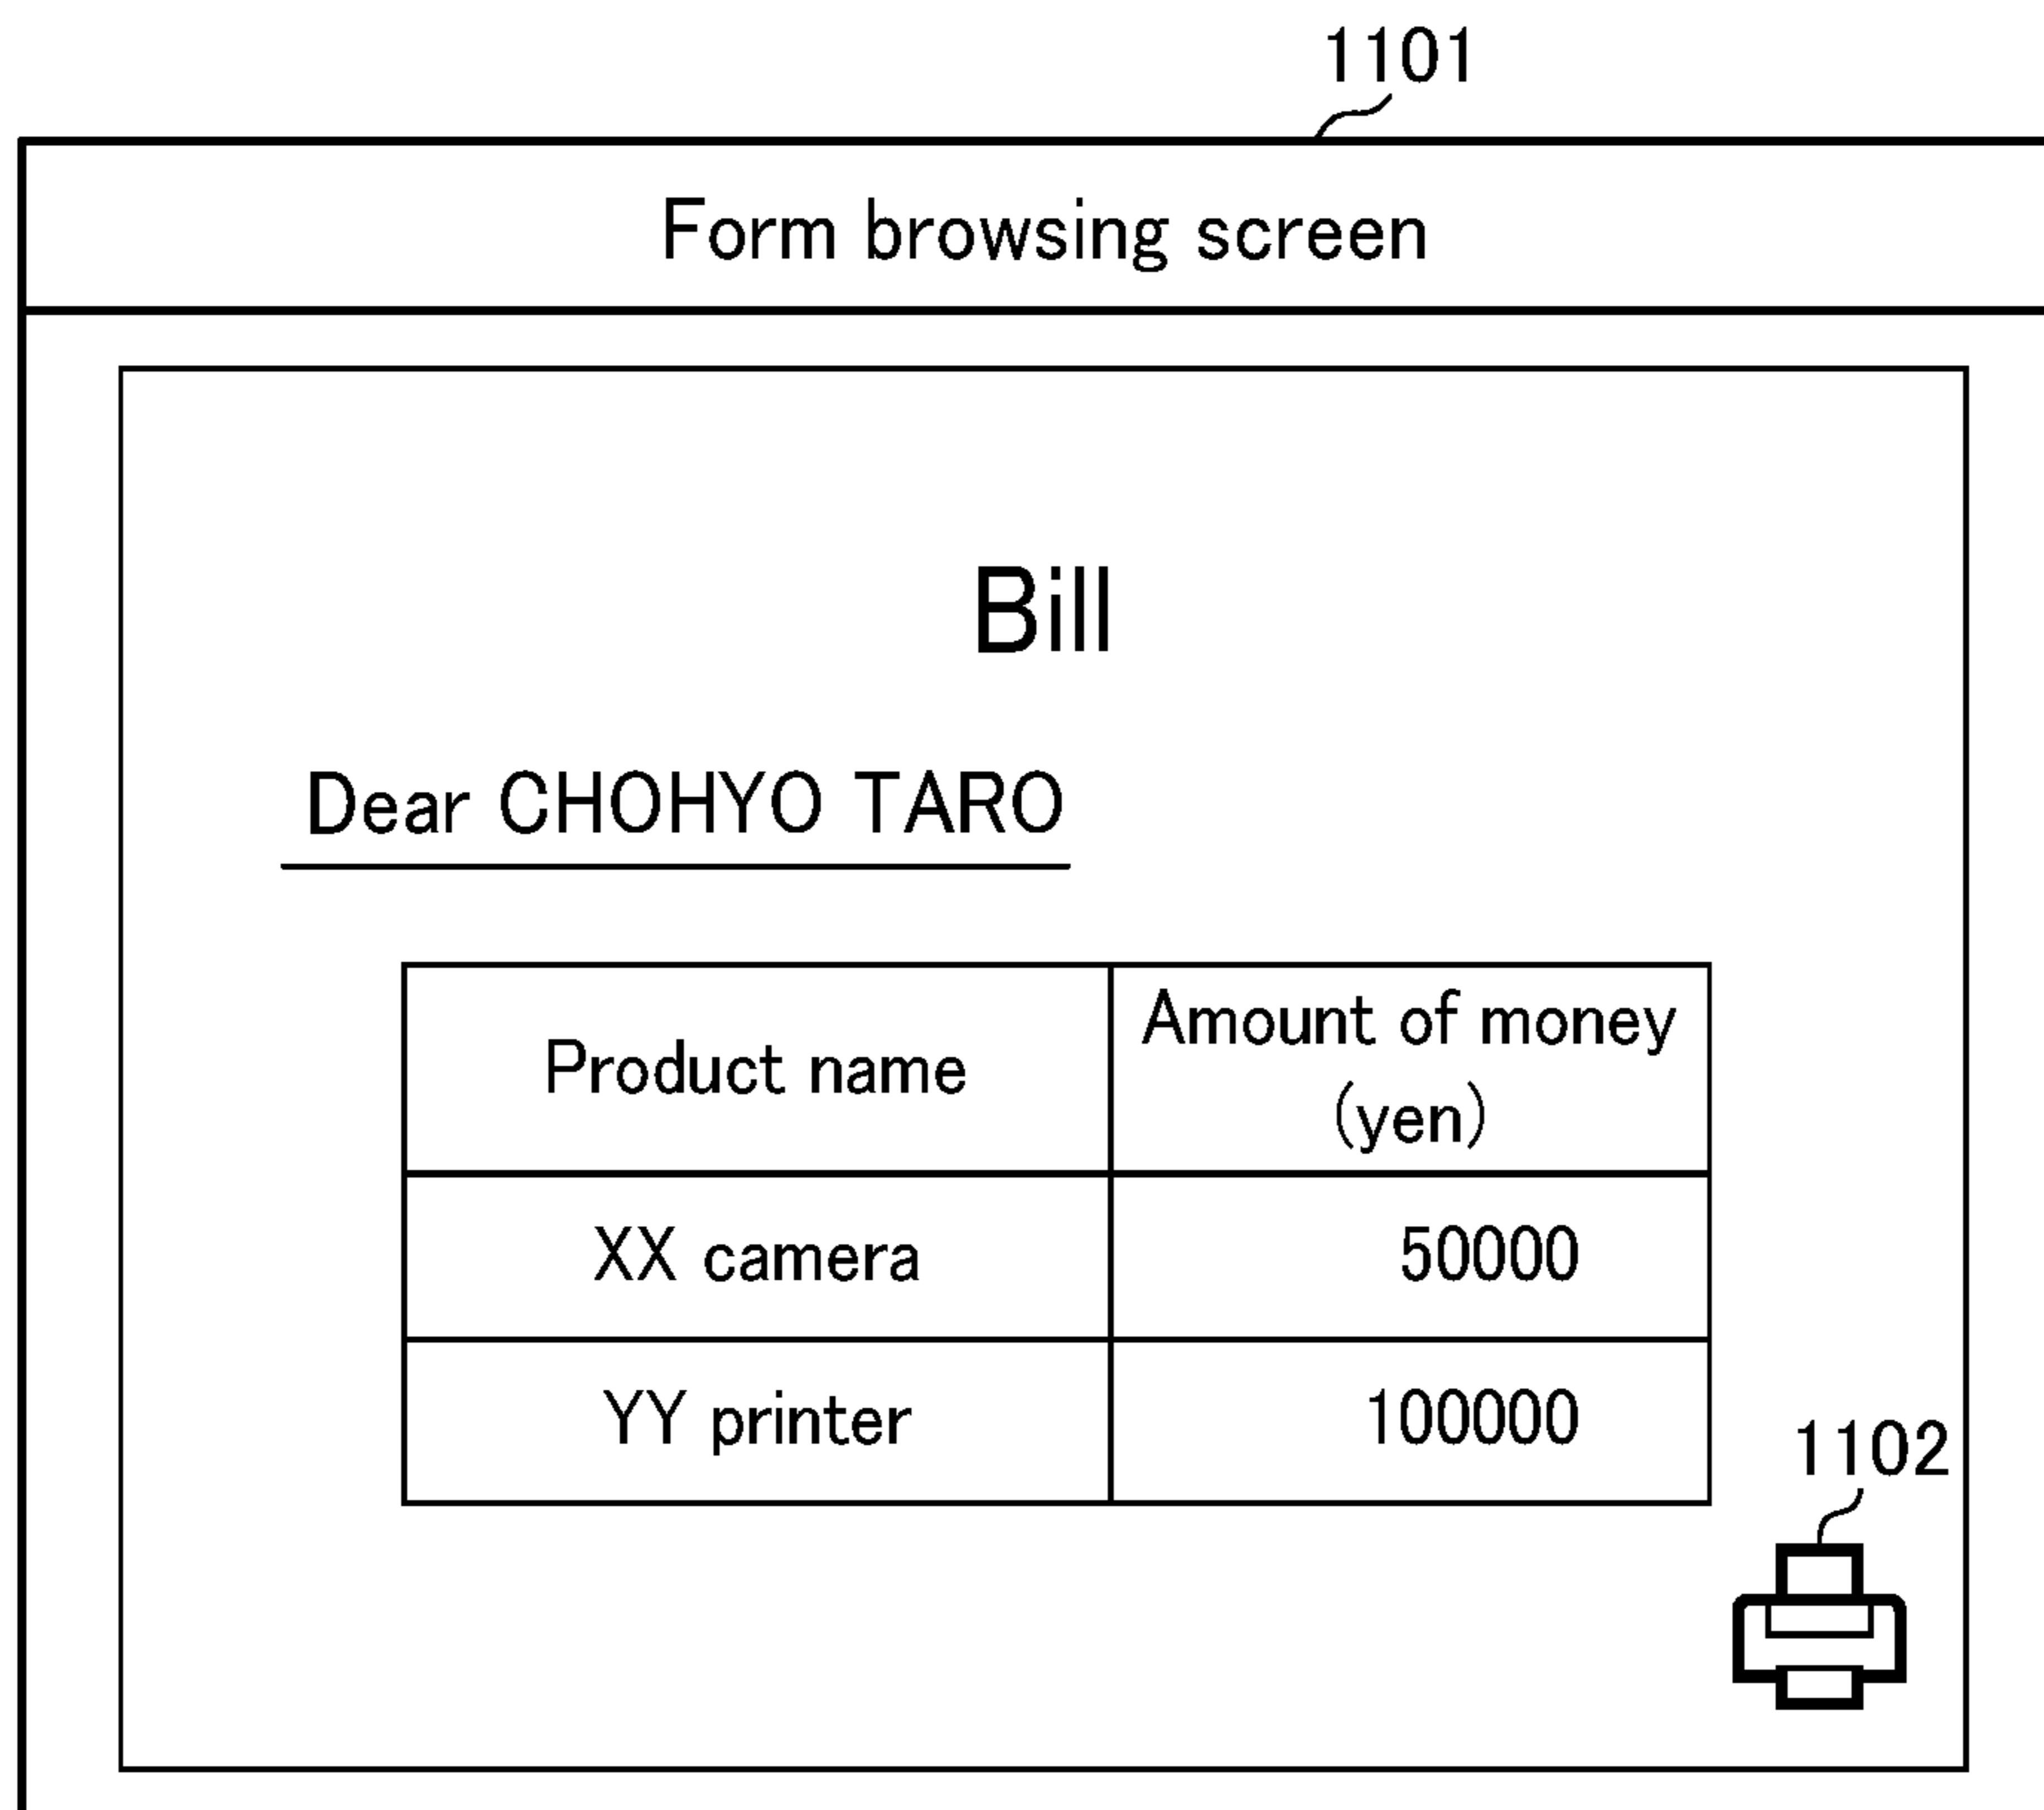 1101
Form browsing screen
Bill
Dear CHOHYO TARO
Product name
Amount of money
(yen)
XX camera
50000
YY printer
100000
1102